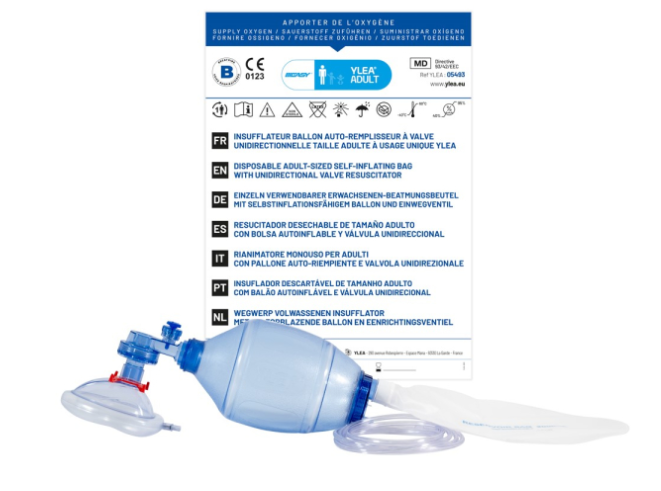 APPORTER DE L'OXYGÈNE
SUPPLY OXYGEN / SAUERSTOFF ZUFÜHREN / SUMINISTRAR OXÍGENO
FORNIRE OSSIGENO / FORNECER OXIGÉNIO / ZUURSTOF TOEDIENEN
B
CE
0123
READY
YLEA®
ADULT
MD
Directive
93/42/EEC
Ref YLEA : 05493
www.ylea.eu
FR
INSUFFLATEUR BALLON AUTO-REMPLISSEUR À VALVE
UNIDIRECTIONNELLE TAILLE ADULTE À USAGE UNIQUE YLEA
EN
DISPOSABLE ADULT-SIZED SELF-INFLATING BAG
WITH UNIDIRECTIONAL VALVE RESUSCITATOR
DE
EINZELN VERWENDBARER ERWACHSENEN-BEATMUNGSBEUTEL
MIT SELBSTINFLATIONSFÄHIGEM BALLON UND EINWEGVENTIL
ES
RESUCITADOR DESECHABLE DE TAMAÑO ADULTO
CON BOLSA AUTOINFLABLE Y VÁLVULA UNIDIRECCIONAL
IT
RIANIMATORE MONOUSO PER ADULTI
CON PALLONE AUTO-RIEMPIENTE E VALVOLA UNIDIREZIONALE
PT
INSUFLADOR DESCARTÁVEL DE TAMANHO ADULTO
COM BALÃO AUTOINFLÁVEL E VÁLVULA UNIDIRECIONAL
NL
WEGWERP VOLWASSENEN INSUFFLATOR
BALLON EN EENRICHTINGSVENTIEL
YLEA
France